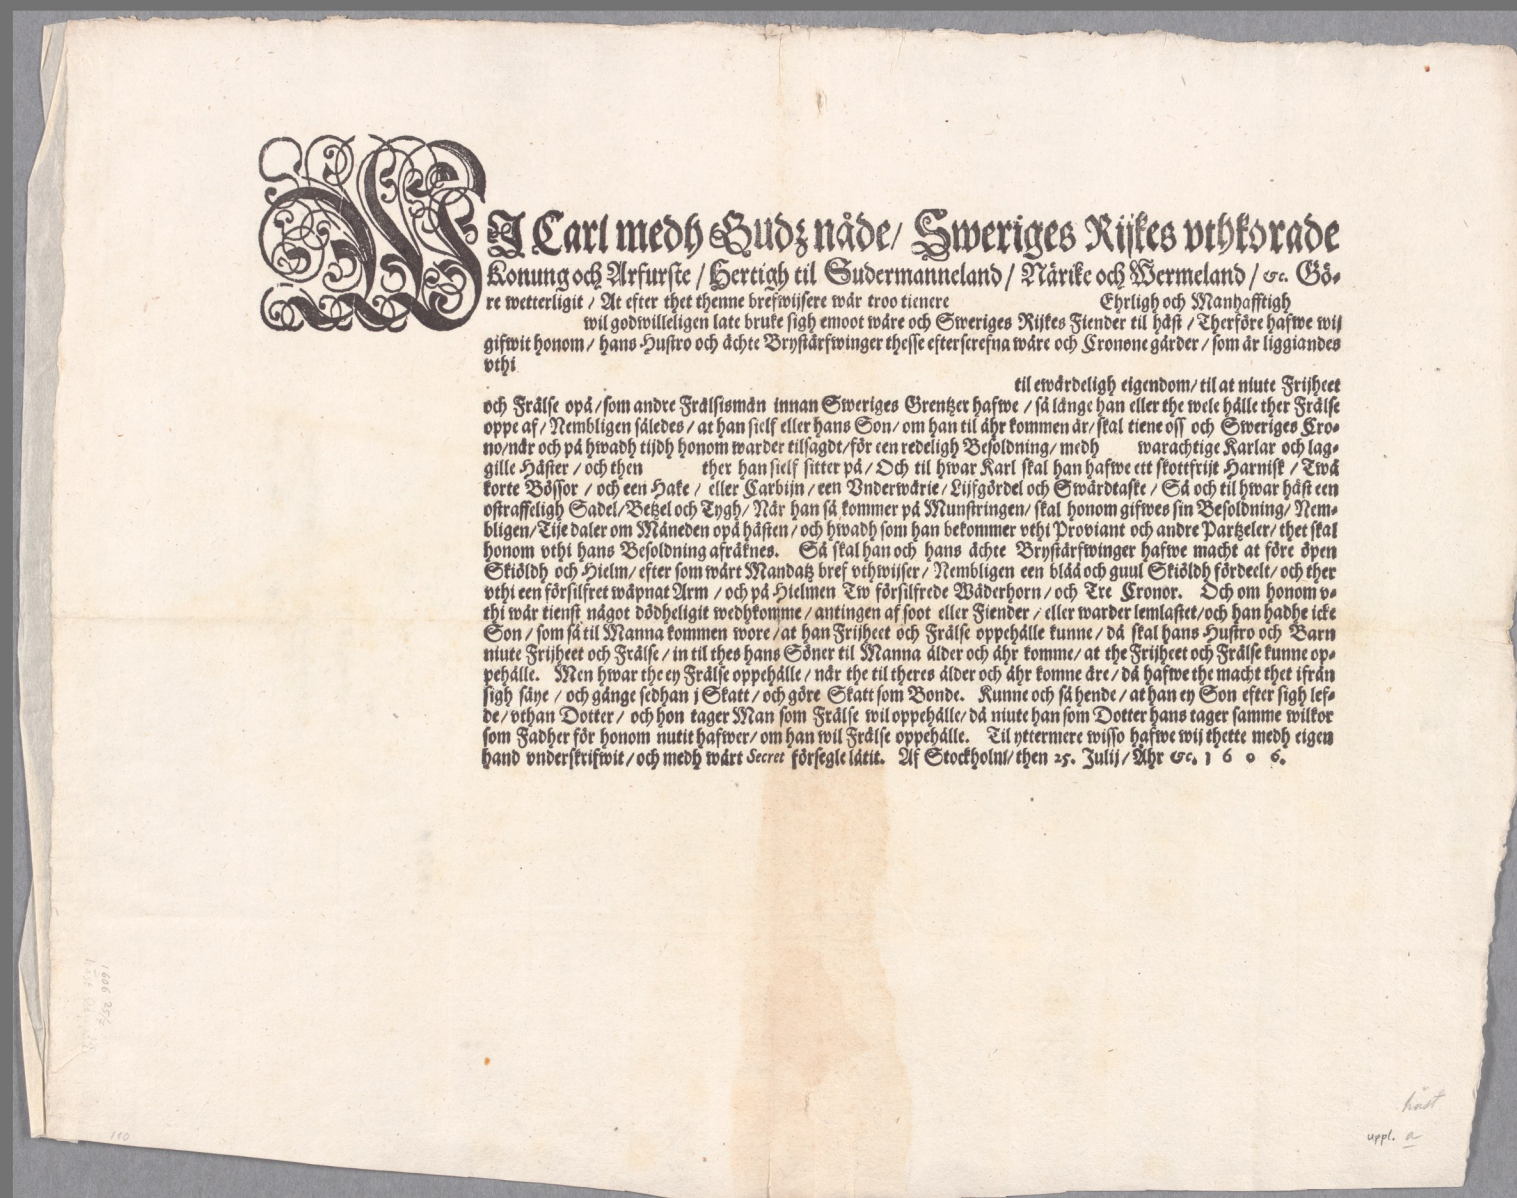 WJ Carl medh Gudz nåde/ Sweriges Rijkes vthkorade
Konung och Arfurste / Hertigh til Sudermanneland / Närike och Wermeland / &c. Gö-
re wetterligit / At efter thet thenne brefwijsere wår troo tienere Ehrligh och Manhafftigh
wil godwilleligen late bruke sigh emoot wåre och Sweriges Rijkes Fiender til häst / Therföre hafwe wij
gifwit honom / hans Hustro och ächte Bryställrfwinger thesse efterscrefna wåre och Cronone gårder / som är liggiandes
vthi
til ewärdeligh eigendom/ til at niute Frijheet
och Frälse opå /som andre Frälsismän innan Sweriges Grentzer hafwe / så länge han eller the wele hålle ther Frälse
oppe af / Nembligen således / at han sielf eller hans Son/ om han til åhr kommen är/ skal tiene oss och Sweriges Cro-
no/når och på hwadh tijdh honom warder tilsagdt/för een redeligh Besoldning/ medh warachtige Karlar och lag-
gille Häster / och then ther han sielf sitter på / Och til hwar Karl skal han hafwe ett skottfrijt Harnisk / Twå
korte Bössor / och een Hake / eller Carbijn / een Vnderwärie / Lijfgördel och Swärdtaske / Så och til hwar häst een
ostraffeligh Sadel/Betzel och Tygh/ När han så kommer på Munstringen/ skal honom gifwes sin Besoldning/ Nem-
bligen/Tije daler om Måneden opå hästen / och hwadh som han bekommer vthi Proviant och andre Partzeler/ thet skal
honom vthi hans Besoldning afräknes. Så skal han och hans ächte Brystärfwinger hafwe macht at före öpen
Skiöldh och Hielm/ efter som wårt Mandatz bref vthwijser/ Nembligen een blåå och guul Skiöldh fördeelt/ och ther
vthi een försilfret wäpnat Arm / och på Hielmen Tw försilfrede Wäderhorn/ och Tre Cronor. Och om honom v-
thi wår tienst något dödheligit wedhkomme / antingen af soot eller Fiender / eller warder lemlastet/och han hadhe icke
Son / som så til Manna kommen wore /at han Frijheet och Frälse oppehålle kunne / då skal hans Hustro och Barn
niute Frijheet och Frälse / in til thes hans Söner til Manna ålder och åhr komme/ at the Frijheet och Frälse kunne op-
pehålle. Men hwar the ey Frälse oppehålle / når the til theres ålder och åhr komne äre / då hafwe the macht thet ifrån
sigh säye / och gånge sedhan j Skatt / och göre Skatt som Bonde. Kunne och så hende / at han ey Son efter sigh lef-
de/ vthan Dotter / och hon tager Man som Frälse wil oppehålle/ då niute han som Dotter hans tager samme wilkor
som Fadher för honom nutit hafwer/ om han wil Frälse oppehålle. Til yttermere wisso hafwe wij thette medh eigen
hand vnderskrifwit / och medh wårt Secret försegle låtit. Af Stockholm/ then 25. Julij / Åhr &c. 1 6 0 6.
häst
uppl. a
110